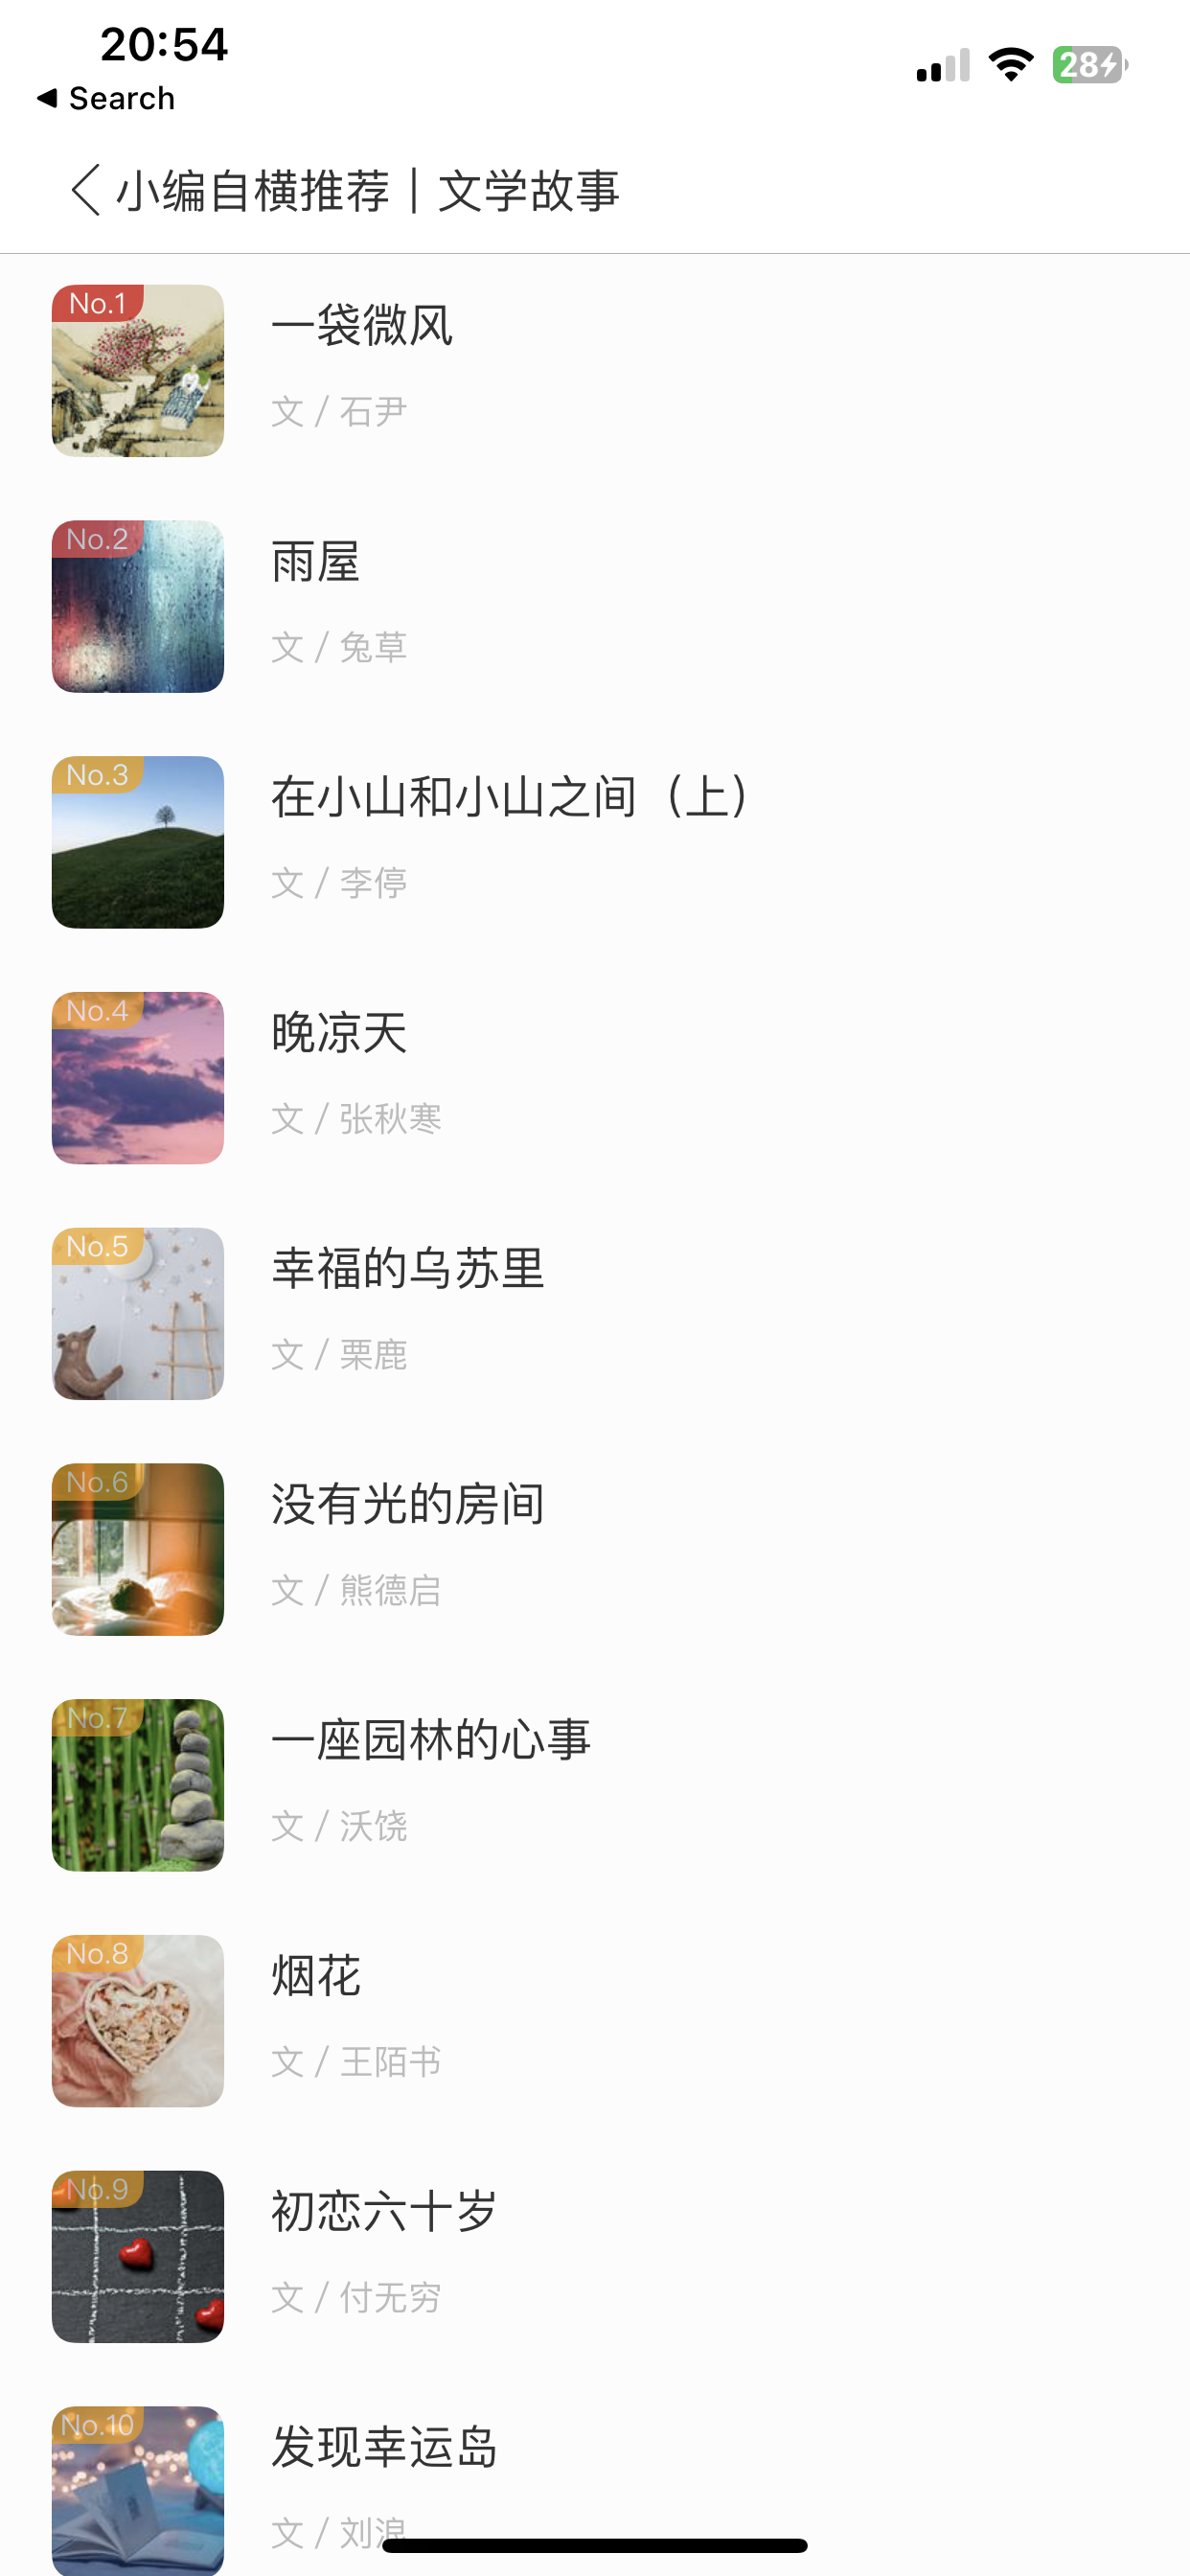 20:54
28
◀ Search
小编自横推荐｜文学故事
No.1
一袋微风
文 / 石尹
No.2
雨屋
文 / 兔草
No.3
在小山和小山之间（上）
文 / 李停
No.4
晚凉天
文 / 张秋寒
No.5
幸福的乌苏里
文 / 栗鹿
No.6
没有光的房间
文 / 熊德启
No.7
一座园林的心事
文 / 沃饶
No.8
烟花
文 / 王陌书
No.9
初恋六十岁
文 / 付无穷
No.10
发现幸运岛
文 / 刘浪